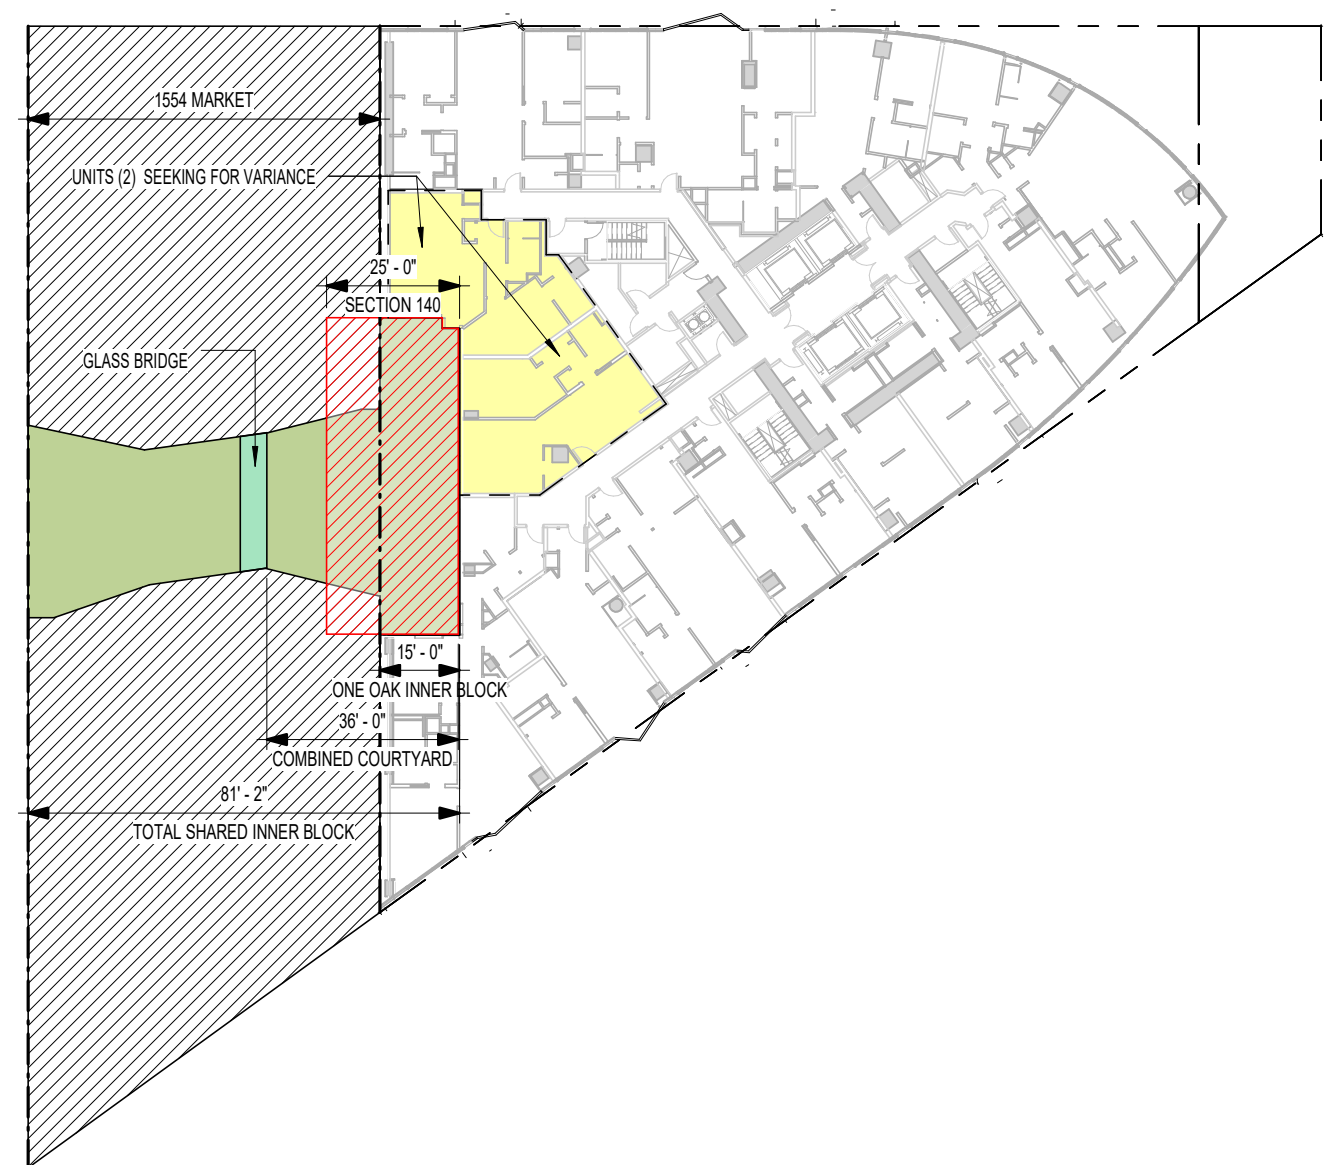 1554 MARKET
UNITS (2) SEEKING FOR VARIANCE
25' - 0"
SECTION 140
GLASS BRIDGE
15' - 0"
ONE OAK INNER BLOCK
36' - 0"
COMBINED COURTYARD
81' - 2"
TOTAL SHARED INNER BLOCK